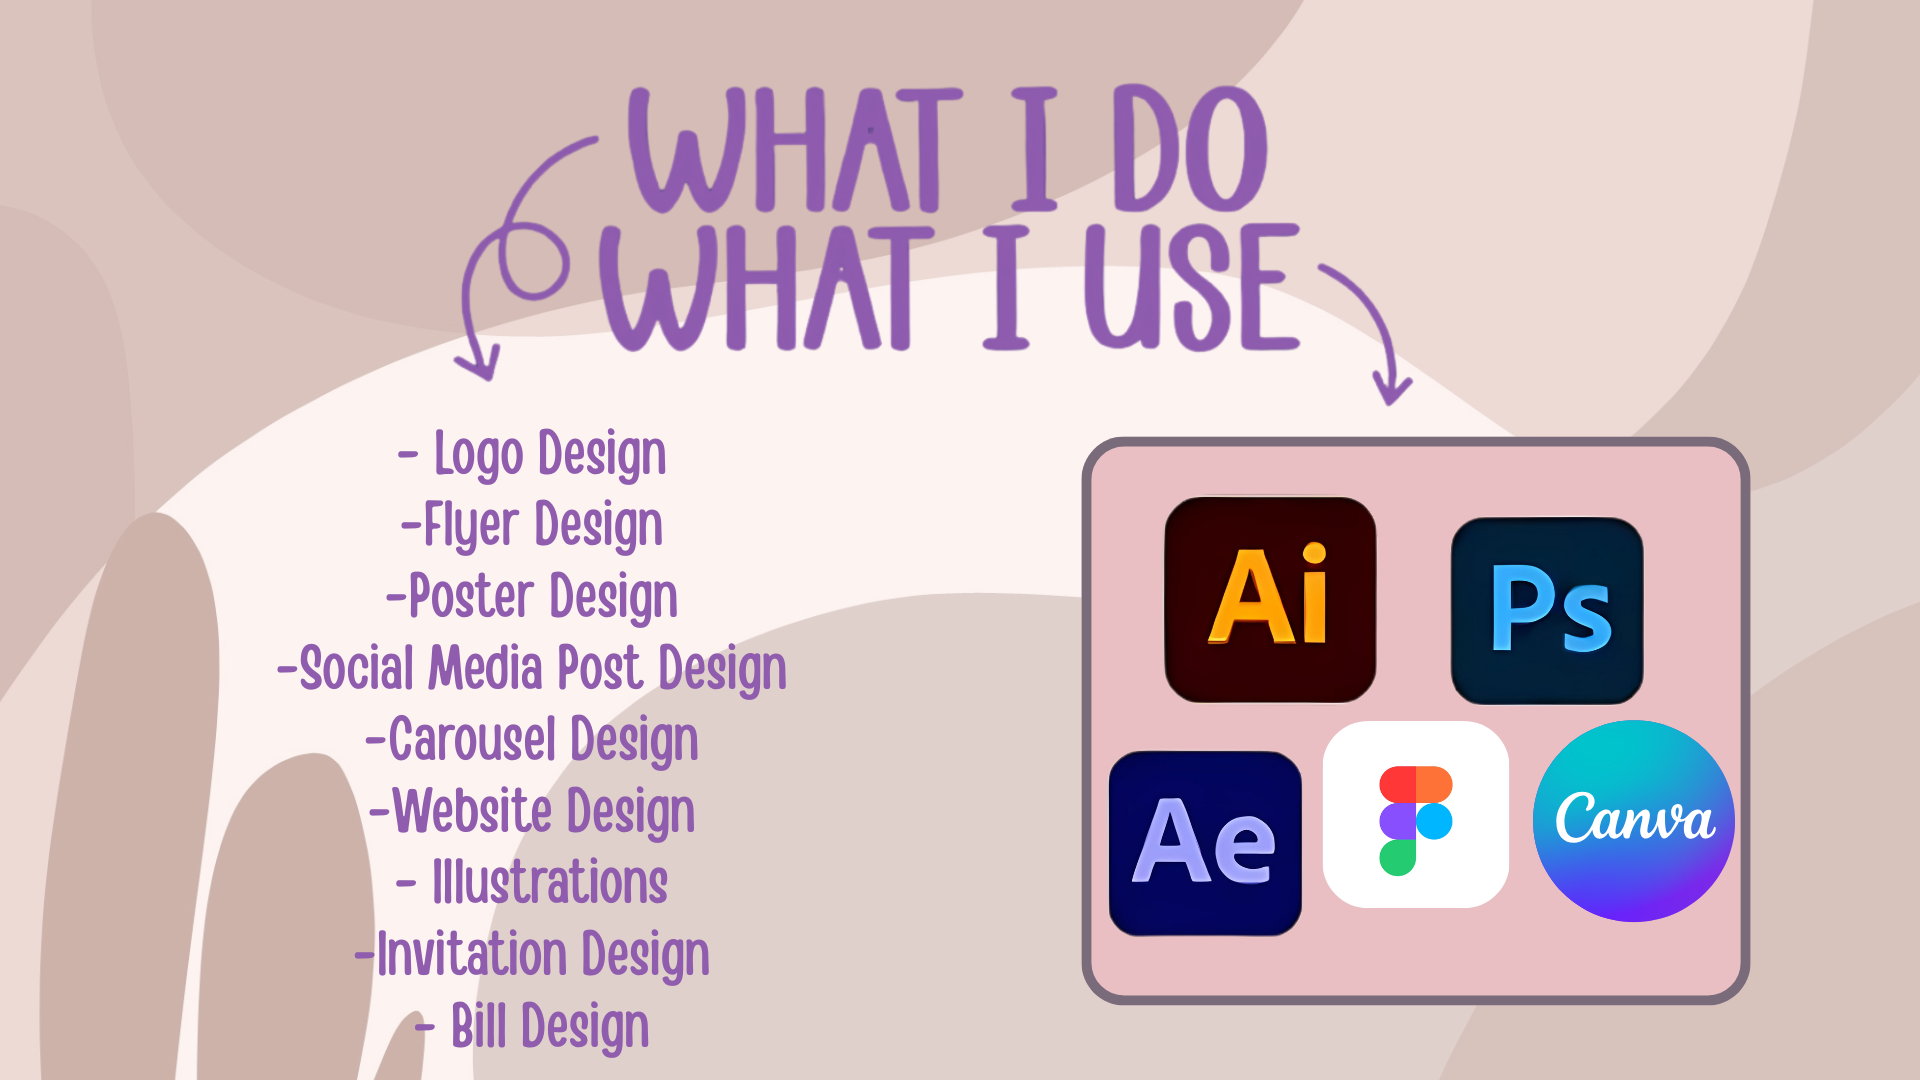 WHAT I DO
WHAT I USE
- Logo Design
-Flyer Design
-Poster Design
-Social Media Post Design
-Carousel Design
-Website Design
- Illustrations
-Invitation Design
- Bill Design
Ai
Ps
Ae
Canva